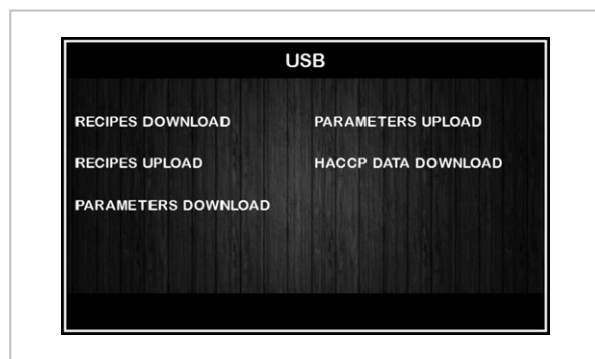 USB
RECIPES DOWNLOAD
RECIPES UPLOAD
PARAMETERS DOWNLOAD
PARAMETERS UPLOAD
HACCP DATA DOWNLOAD